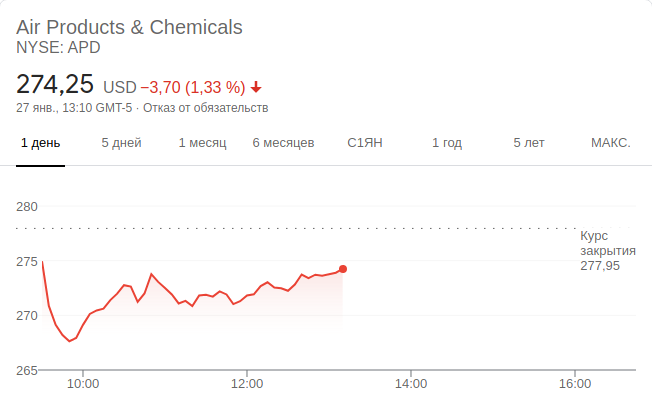 Air Products & Chemicals
NYSE: APD
274,25 USD −3,70 (1,33 %)
27 янв., 13:10 GMT-5 · Отказ от обязательств
1 день 5 дней 1 месяц 6 месяцев С1ЯН 1 год 5 лет МАКС.
280
Курс
закрытия
277,95
275
270
265
10:00 12:00 14:00 16:00